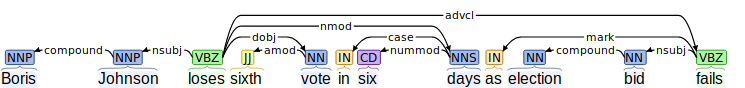 advcl
nmod
dobj case mark
compound nsubj amod nummod compound nsubj
NNP NNP VBZ JJ NN IN CD NNS IN NN NN VBZ
Boris Johnson loses sixth vote in six days as election bid fails